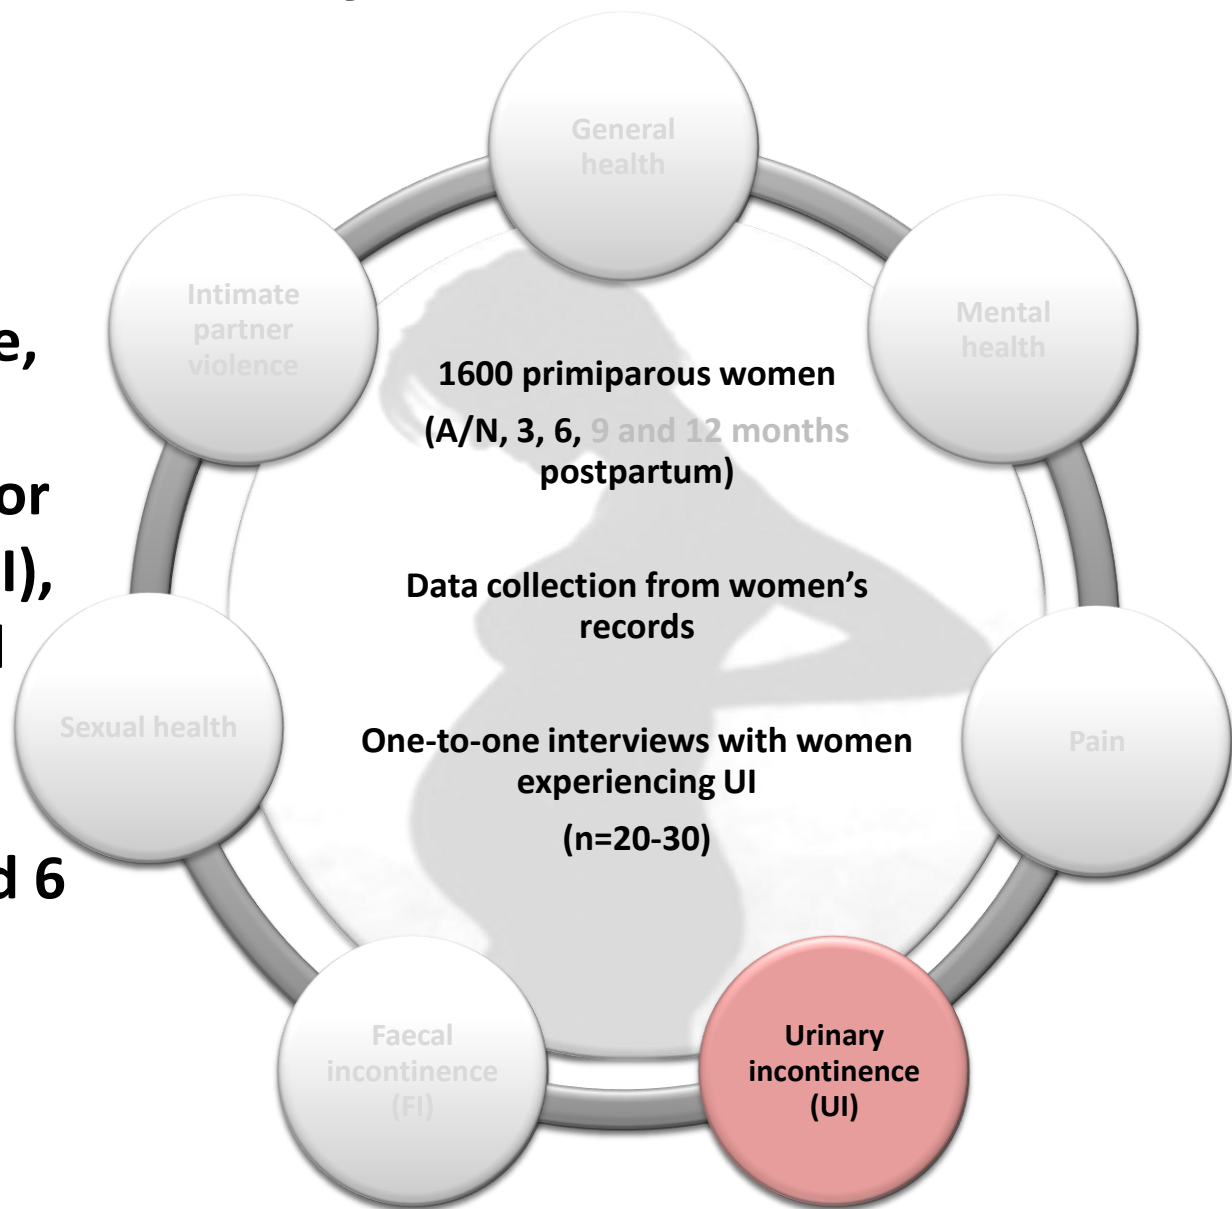 General
health
Intimate
partner
violence
Mental
health
e,
or
I),
d 6
1600 primiparous women
(A/N, 3, 6, 9 and 12 months
postpartum)
Data collection from women’s
records
One-to-one interviews with women
experiencing UI
(n=20-30)
Sexual health
Pain
Faecal
incontinence
(FI)
Urinary
incontinence
(UI)